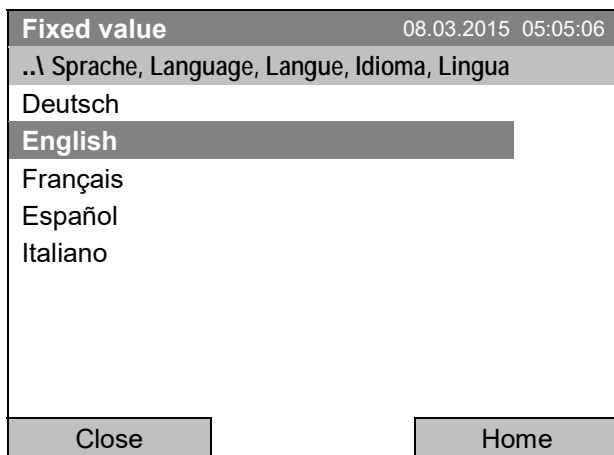 Fixed value 08.03.2015 05:05:06
..\ Sprache, Language, Langue, Idioma, Lingua
Deutsch
English
Français
Español
Italiano
Close Home